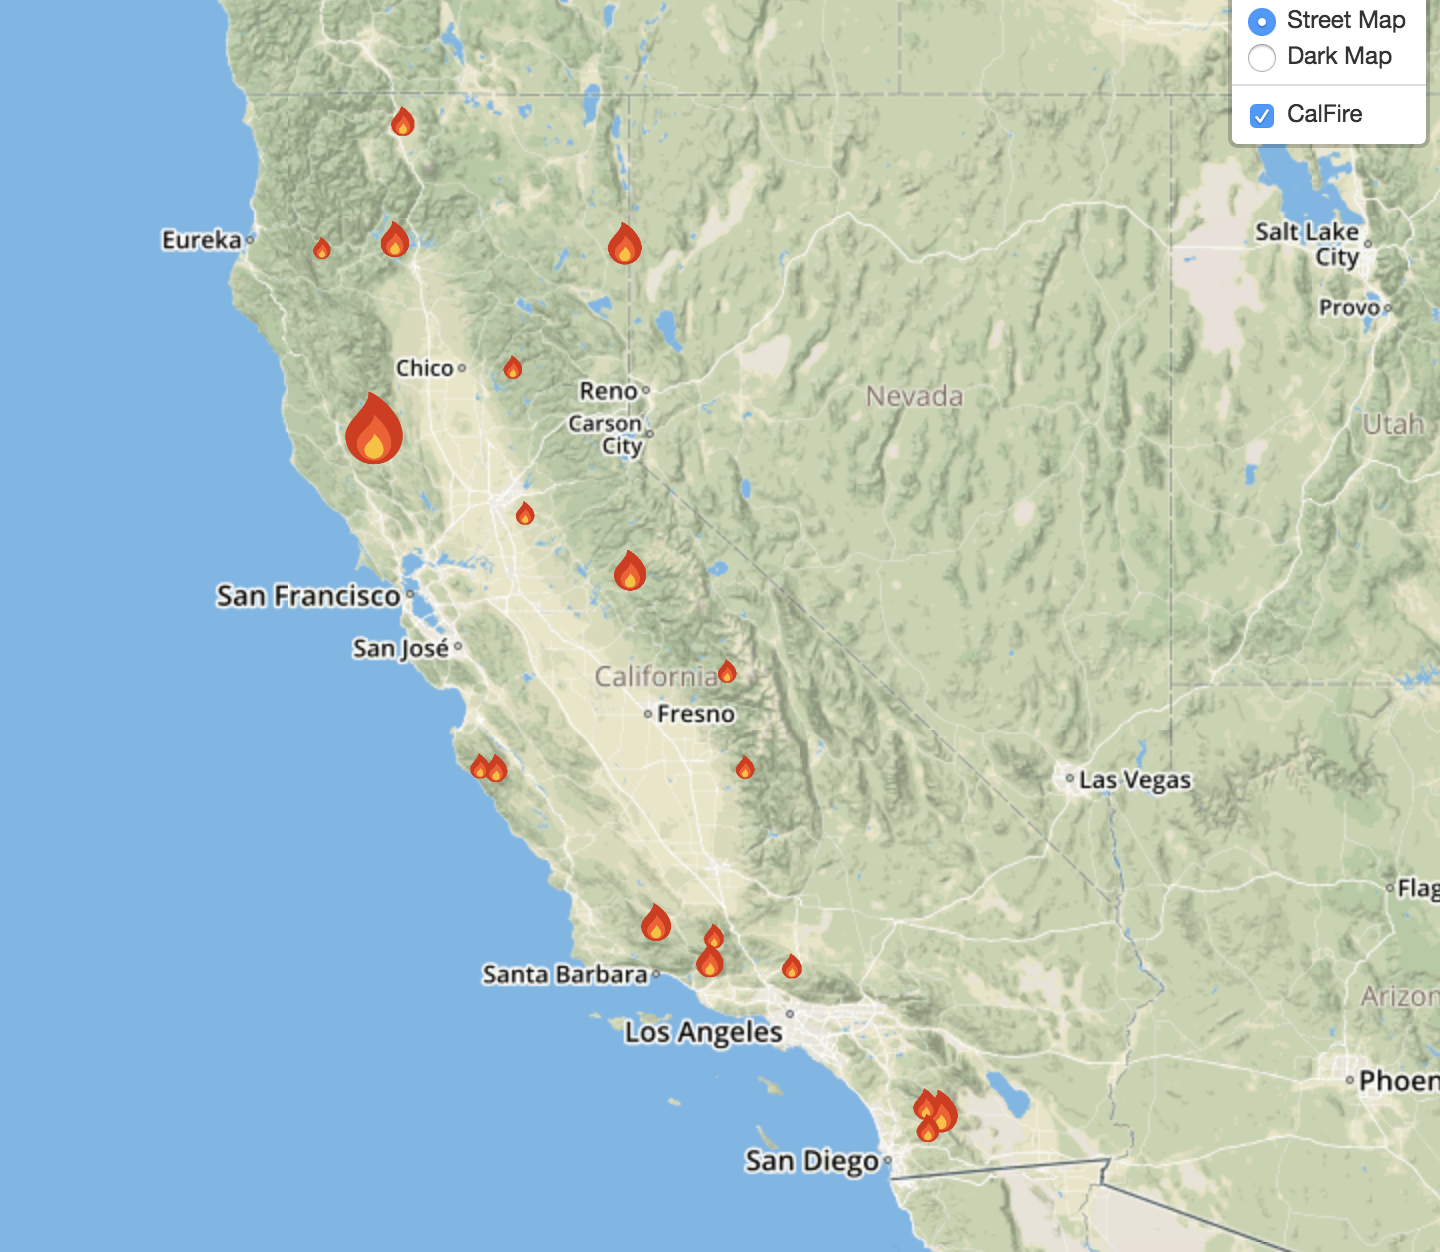 Street Map
Dark Map
CalFire
Eureka
Salt Lake
City
Provo
Chico
Reno
Nevada
Carson
City
Utah
San Francisco
San José
California
Fresno
Las Vegas
Flag
Santa Barbara
Arizon
Los Angeles
Phoen
San Diego